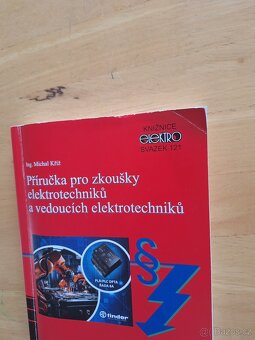 KNIŽNICE
elektro
SVAZEK 121
Ing. Michal Kříž
Příručka pro zkoušky
elektrotechniků
a vedoucích elektrotechniků
finder